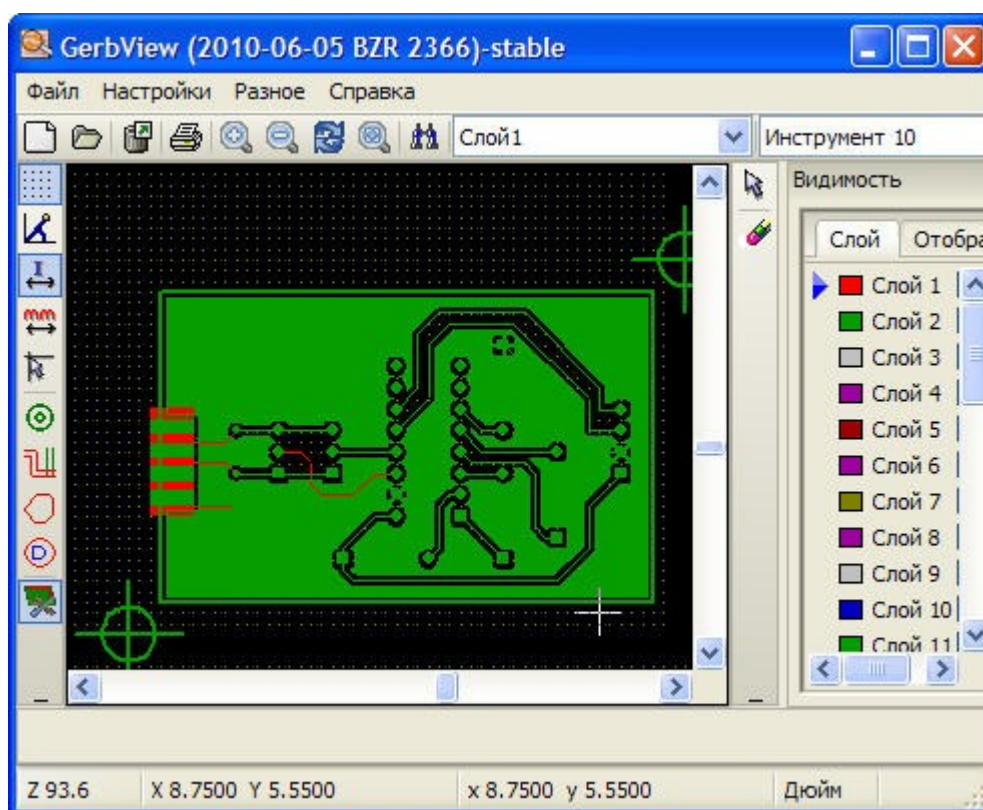 GerbView (2010-06-05 BZR 2366)-stable
Файл Настройки Разное Справка
Слой1 Инструмент 10
Видимость
Слой Отобра
I
mm
Слой 1
Слой 2
Слой 3
Слой 4
Слой 5
Слой 6
Слой 7
Слой 8
Слой 9
Слой 10
Слой 11
D
Z 93.6 X 8.7500 Y 5.5500 x 8.7500 y 5.5500 Дюйм